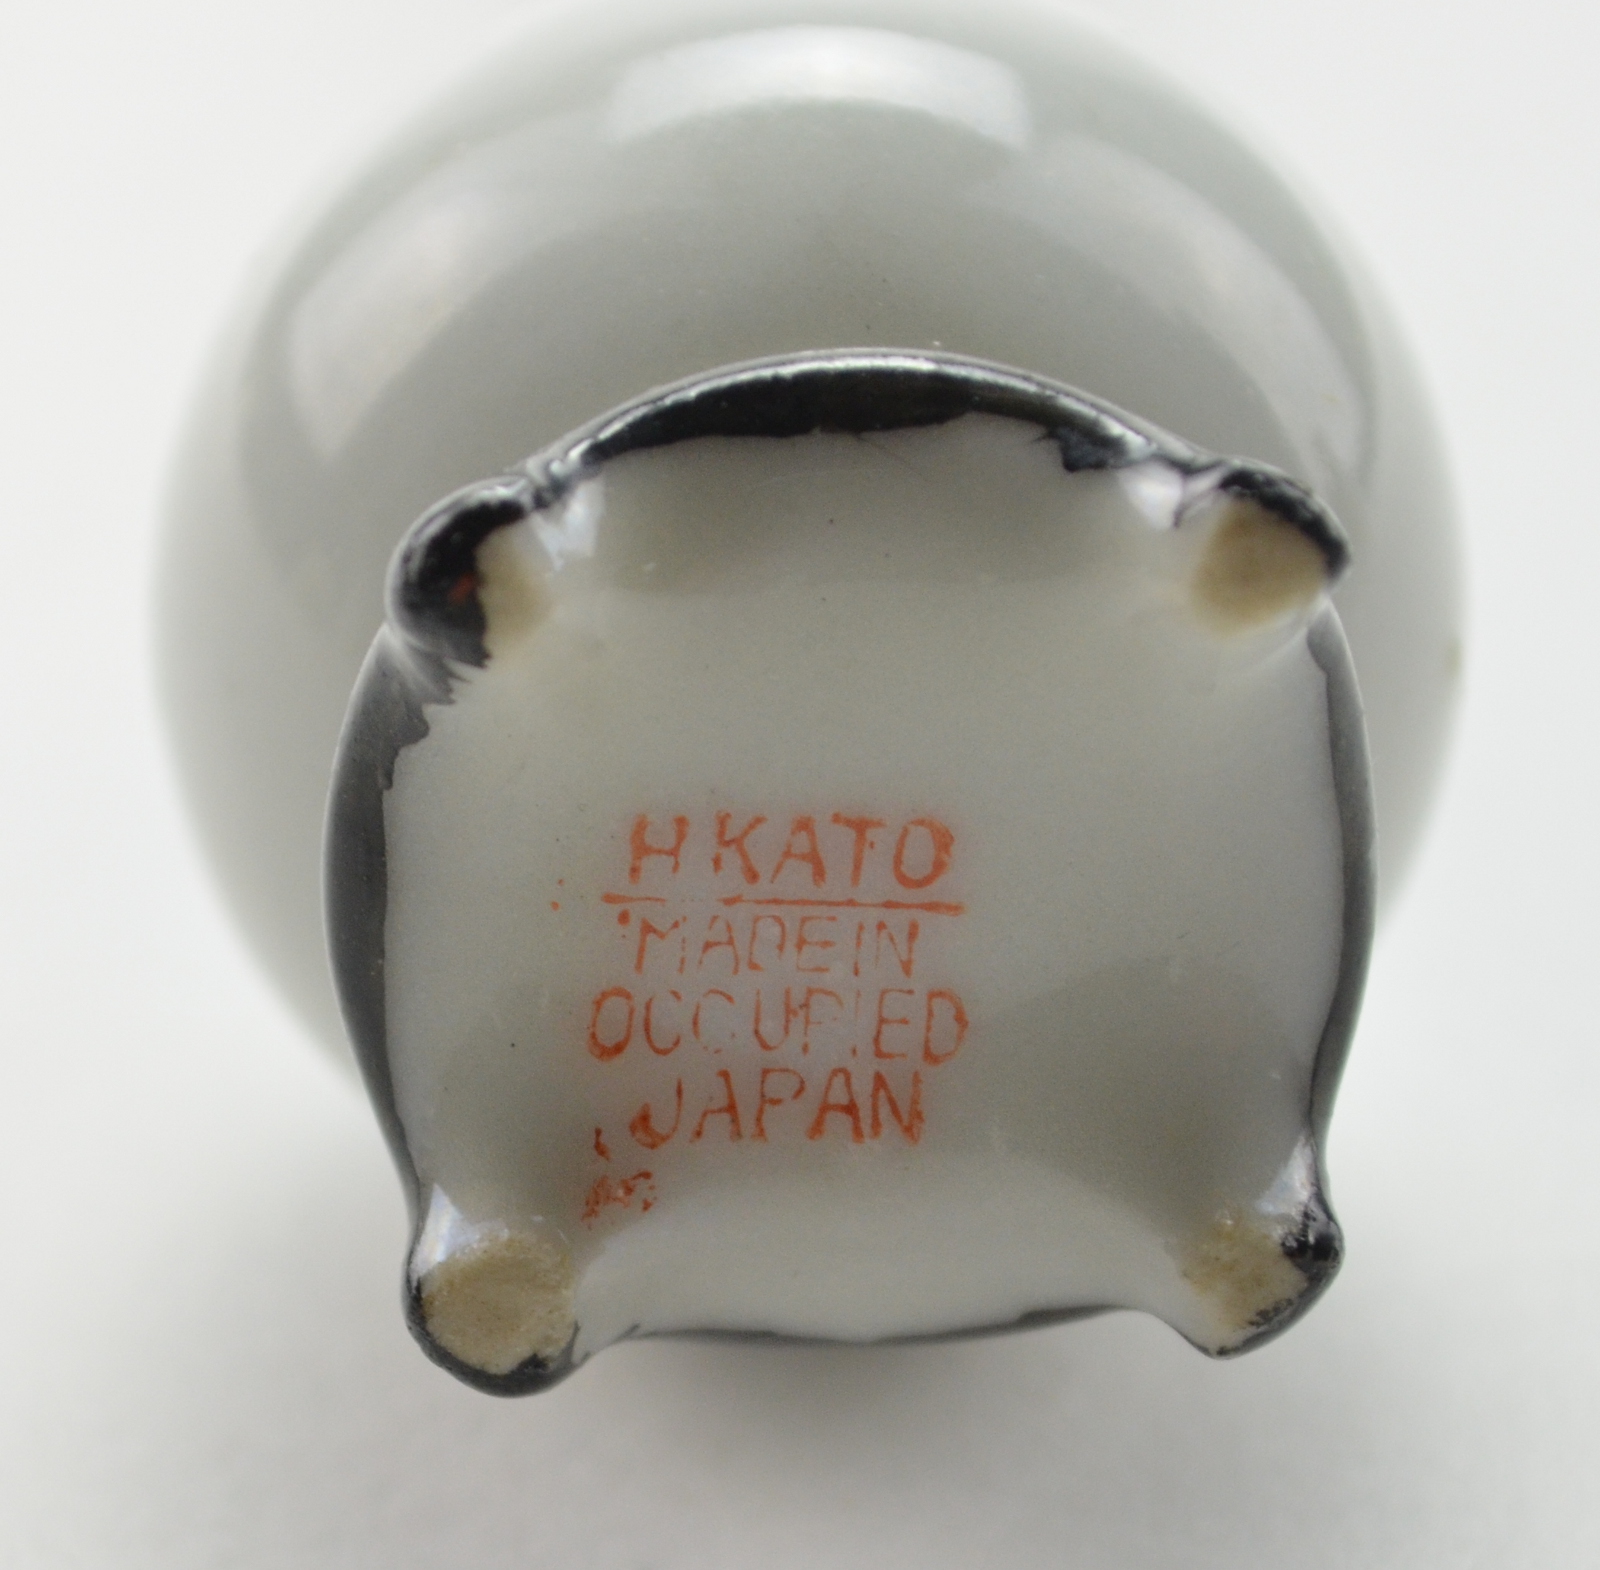 H KATO
MADE IN
OCCUPIED
JAPAN